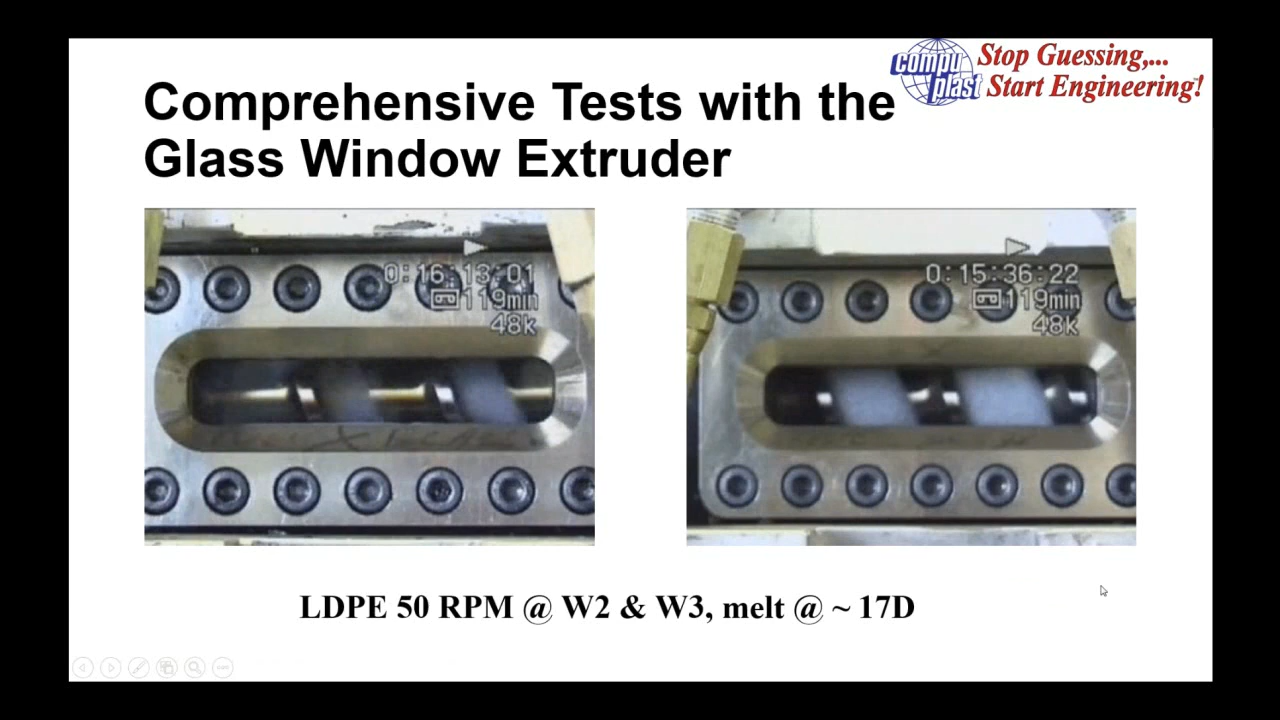 compu
plast
Stop Guessing,...
Start Engineering!
Comprehensive Tests with the
Glass Window Extruder
0:16:13:01
119min
48k
0:15:36:22
119min
48k
LDPE 50 RPM @ W2 & W3, melt @ ~ 17D